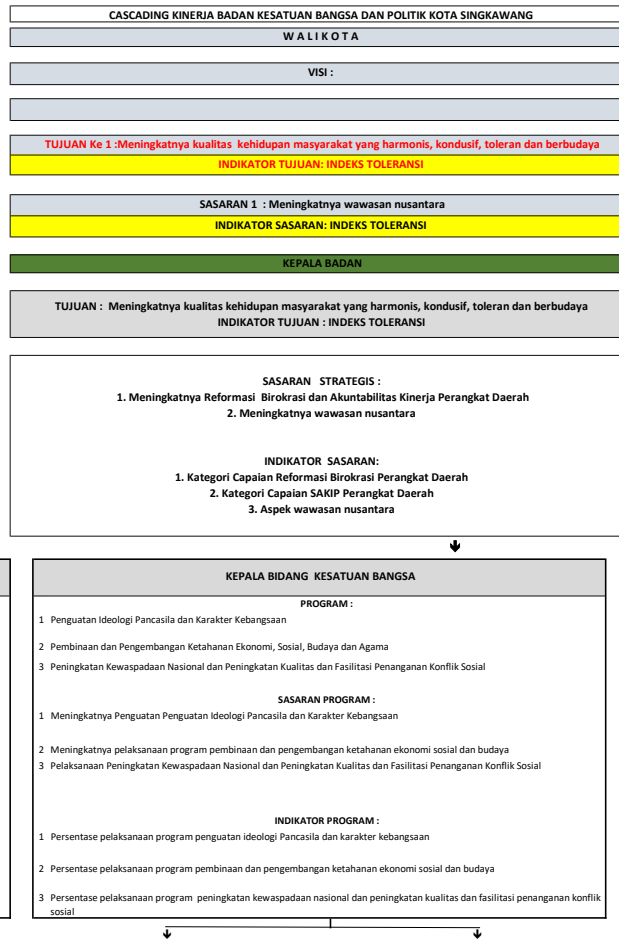 CASCADING KINERJA BADAN KESATUAN BANGSA DAN POLITIK KOTA SINGKAWANG
W A L I K O T A
VISI :
TUJUAN Ke 1 :Meningkatnya kualitas kehidupan masyarakat yang harmonis, kondusif, toleran dan berbudaya
INDIKATOR TUJUAN: INDEKS TOLERANSI
SASARAN 1 : Meningkatnya wawasan nusantara
INDIKATOR SASARAN: INDEKS TOLERANSI
KEPALA BADAN
TUJUAN : Meningkatnya kualitas kehidupan masyarakat yang harmonis, kondusif, toleran dan berbudaya
INDIKATOR TUJUAN : INDEKS TOLERANSI
SASARAN STRATEGIS :
1. Meningkatnya Reformasi Birokrasi dan Akuntabilitas Kinerja Perangkat Daerah
2. Meningkatnya wawasan nusantara
INDIKATOR SASARAN:
1. Kategori Capaian Reformasi Birokrasi Perangkat Daerah
2. Kategori Capaian SAKIP Perangkat Daerah
3. Aspek wawasan nusantara
KEPALA BIDANG KESATUAN BANGSA
PROGRAM :
1 Penguatan Ideologi Pancasila dan Karakter Kebangsaan
2 Pembinaan dan Pengembangan Ketahanan Ekonomi, Sosial, Budaya dan Agama
3 Peningkatan Kewaspadaan Nasional dan Peningkatan Kualitas dan Fasilitasi Penanganan Konflik Sosial
SASARAN PROGRAM :
1 Meningkatnya Penguatan Penguatan Ideologi Pancasila dan Karakter Kebangsaan
2 Meningkatnya pelaksanaan program pembinaan dan pengembangan ketahanan ekonomi sosial dan budaya
3 Pelaksanaan Peningkatan Kewaspadaan Nasional dan Peningkatan Kualitas dan Fasilitasi Penanganan Konflik Sosial
INDIKATOR PROGRAM :
1 Persentase pelaksanaan program penguatan ideologi Pancasila dan karakter kebangsaan
2 Persentase pelaksanaan program pembinaan dan pengembangan ketahanan ekonomi sosial dan budaya
3 Persentase pelaksanaan program peningkatan kewaspadaan nasional dan peningkatan kualitas dan fasilitasi penanganan konflik
sosial